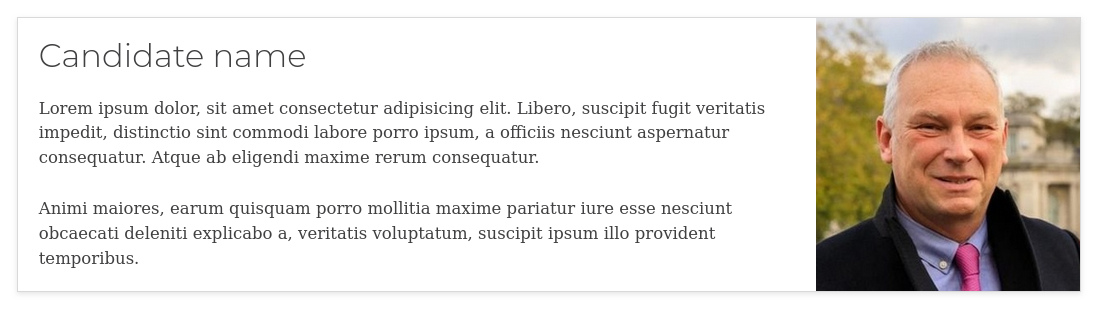 Candidate name
Lorem ipsum dolor, sit amet consectetur adipisicing elit. Libero, suscipit fugit veritatis
impedit, distinctio sint commodi labore porro ipsum, a officiis nesciunt aspernatur
consequatur. Atque ab eligendi maxime rerum consequatur.
Animi maiores, earum quisquam porro mollitia maxime pariatur iure esse nesciunt
obcaecati deleniti explicabo a, veritatis voluptatum, suscipit ipsum illo provident
temporibus.